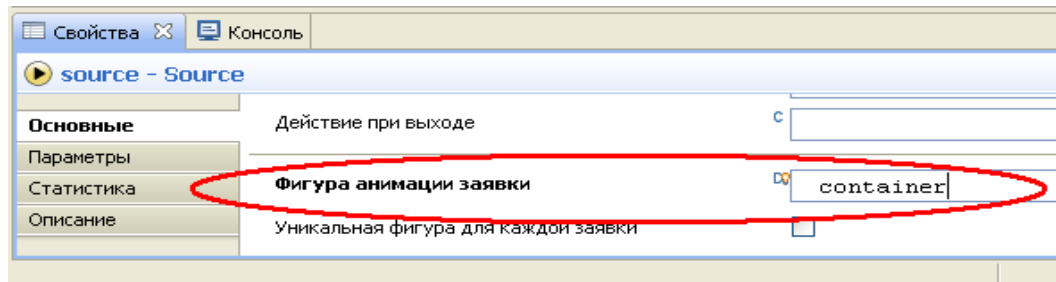 Свойства Консоль
source - Source
Основные
Параметры
Статистика
Описание
Действие при выходе C
Фигура анимации заявки D container
Уникальная фигура для каждой заявки